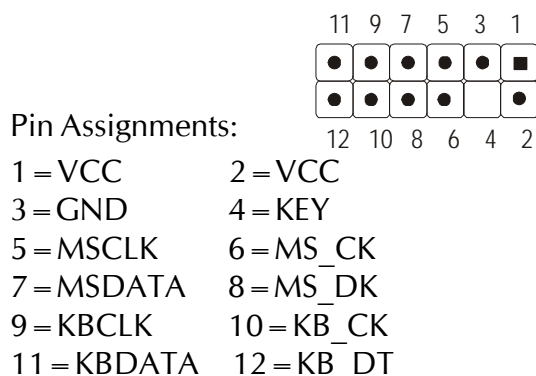 11 9 7 5 3 1
12 10 8 6 4 2
Pin Assignments:
1=VCC 2=VCC
3=GND 4=KEY
5=MSCLK 6=MS_CK
7=MSDATA 8=MS_DK
9=KBCLK 10=KB_CK
11=KBDATA 12=KB_DT